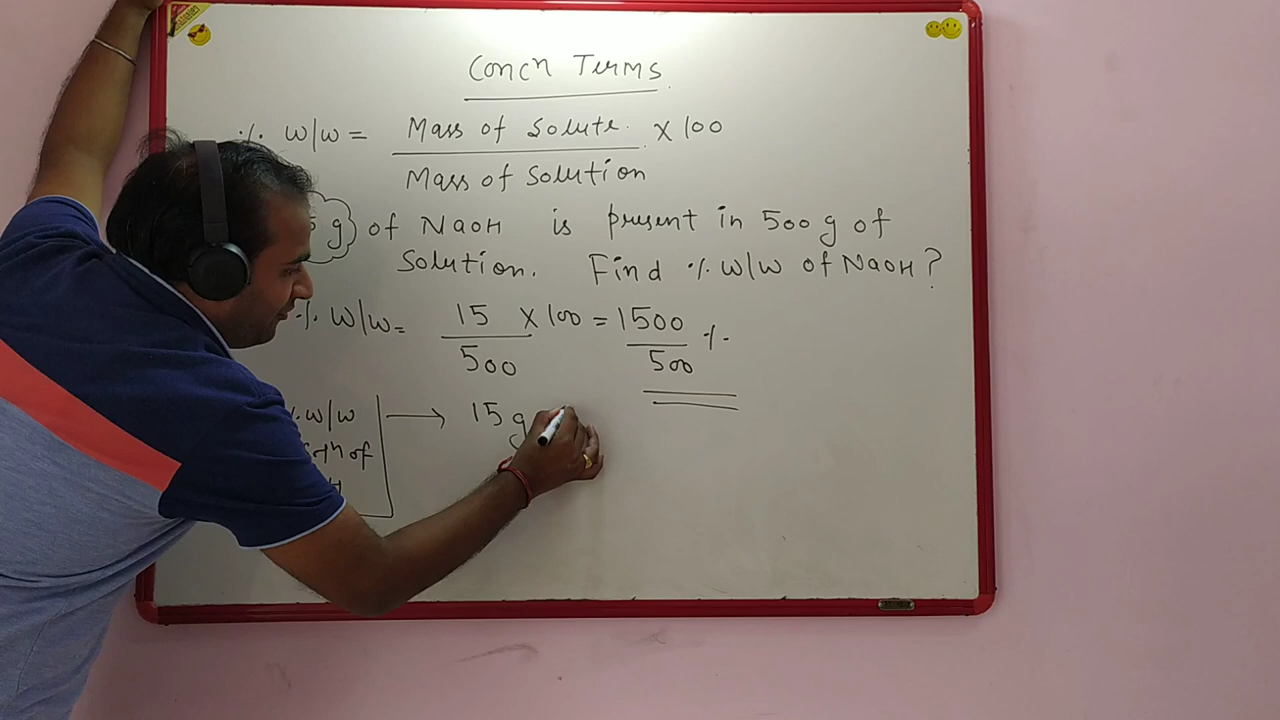 Concn Terms
% W/W = Mass of Solute × 100
Mass of Solution
g of NaOH is present in 500 g of
Solution. Find % W/W of NaOH ?
% W/W = 15 × 100 = 1500 %
500 500
% W/W → 15 g
of
H